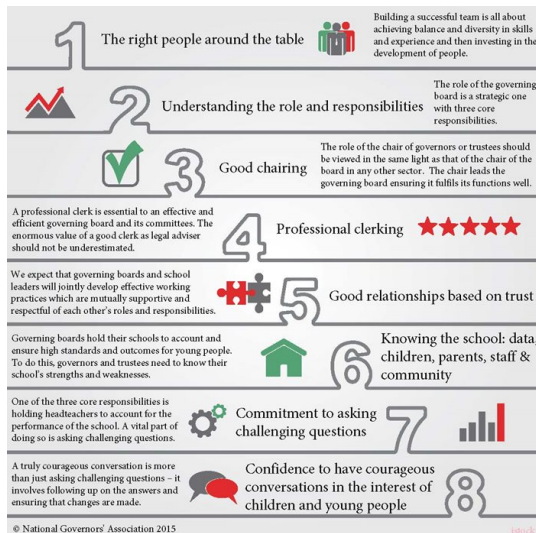 1
The right people around the table
Building a successful team is all about
achieving balance and diversity in skills
and experience and then investing in the
development of people.
2
Understanding the role and responsibilities
The role of the governing
board is a strategic one
with three core
responsibilities.
3
Good chairing
The role of the chair of governors or trustees should
be viewed in the same light as that of the chair of the
board in any other sector. The chair leads the
governing board ensuring it fulfils its functions well.
A professional clerk is essential to an effective and
efficient governing board and its committees. The
enormous value of a good clerk as legal adviser
should not be underestimated.
4
Professional clerking
We expect that governing boards and school
leaders will jointly develop effective working
practices which are mutually supportive and
respectful of each other's roles and responsibilities.
5
Good relationships based on trust
Governing boards hold their schools to account and
ensure high standards and outcomes for young people.
To do this, governors and trustees need to know their
school's strengths and weaknesses.
6
Knowing the school: data,
children, parents, staff &
community
One of the three core responsibilities is
holding headteachers to account for the
performance of the school. A vital part of
doing so is asking challenging questions.
Commitment to asking
challenging questions
7
A truly courageous conversation is more
than just asking challenging questions – it
involves following up on the answers and
ensuring that changes are made.
Confidence to have courageous
conversations in the interest of
children and young people
8
© National Governors' Association 2015